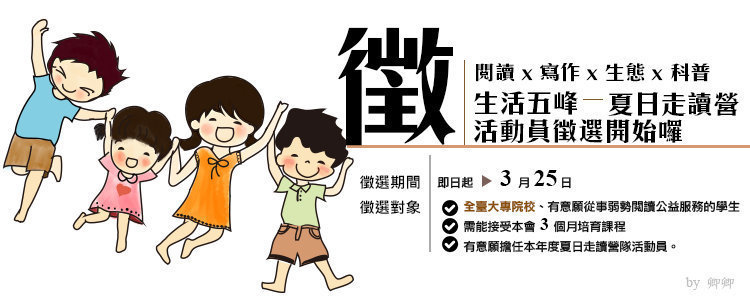 徵
閱讀 x 寫作 x 生態 x 科普
生活五峰─夏日走讀營
活動員徵選開始囉
徵選期間 即日起 ▶ 3 月 25 日
徵選對象 全臺大專院校、有意願從事弱勢閱讀公益服務的學生
需能接受本會 3 個月培育課程
有意願擔任本年度夏日走讀營隊活動員。
by 卿卿